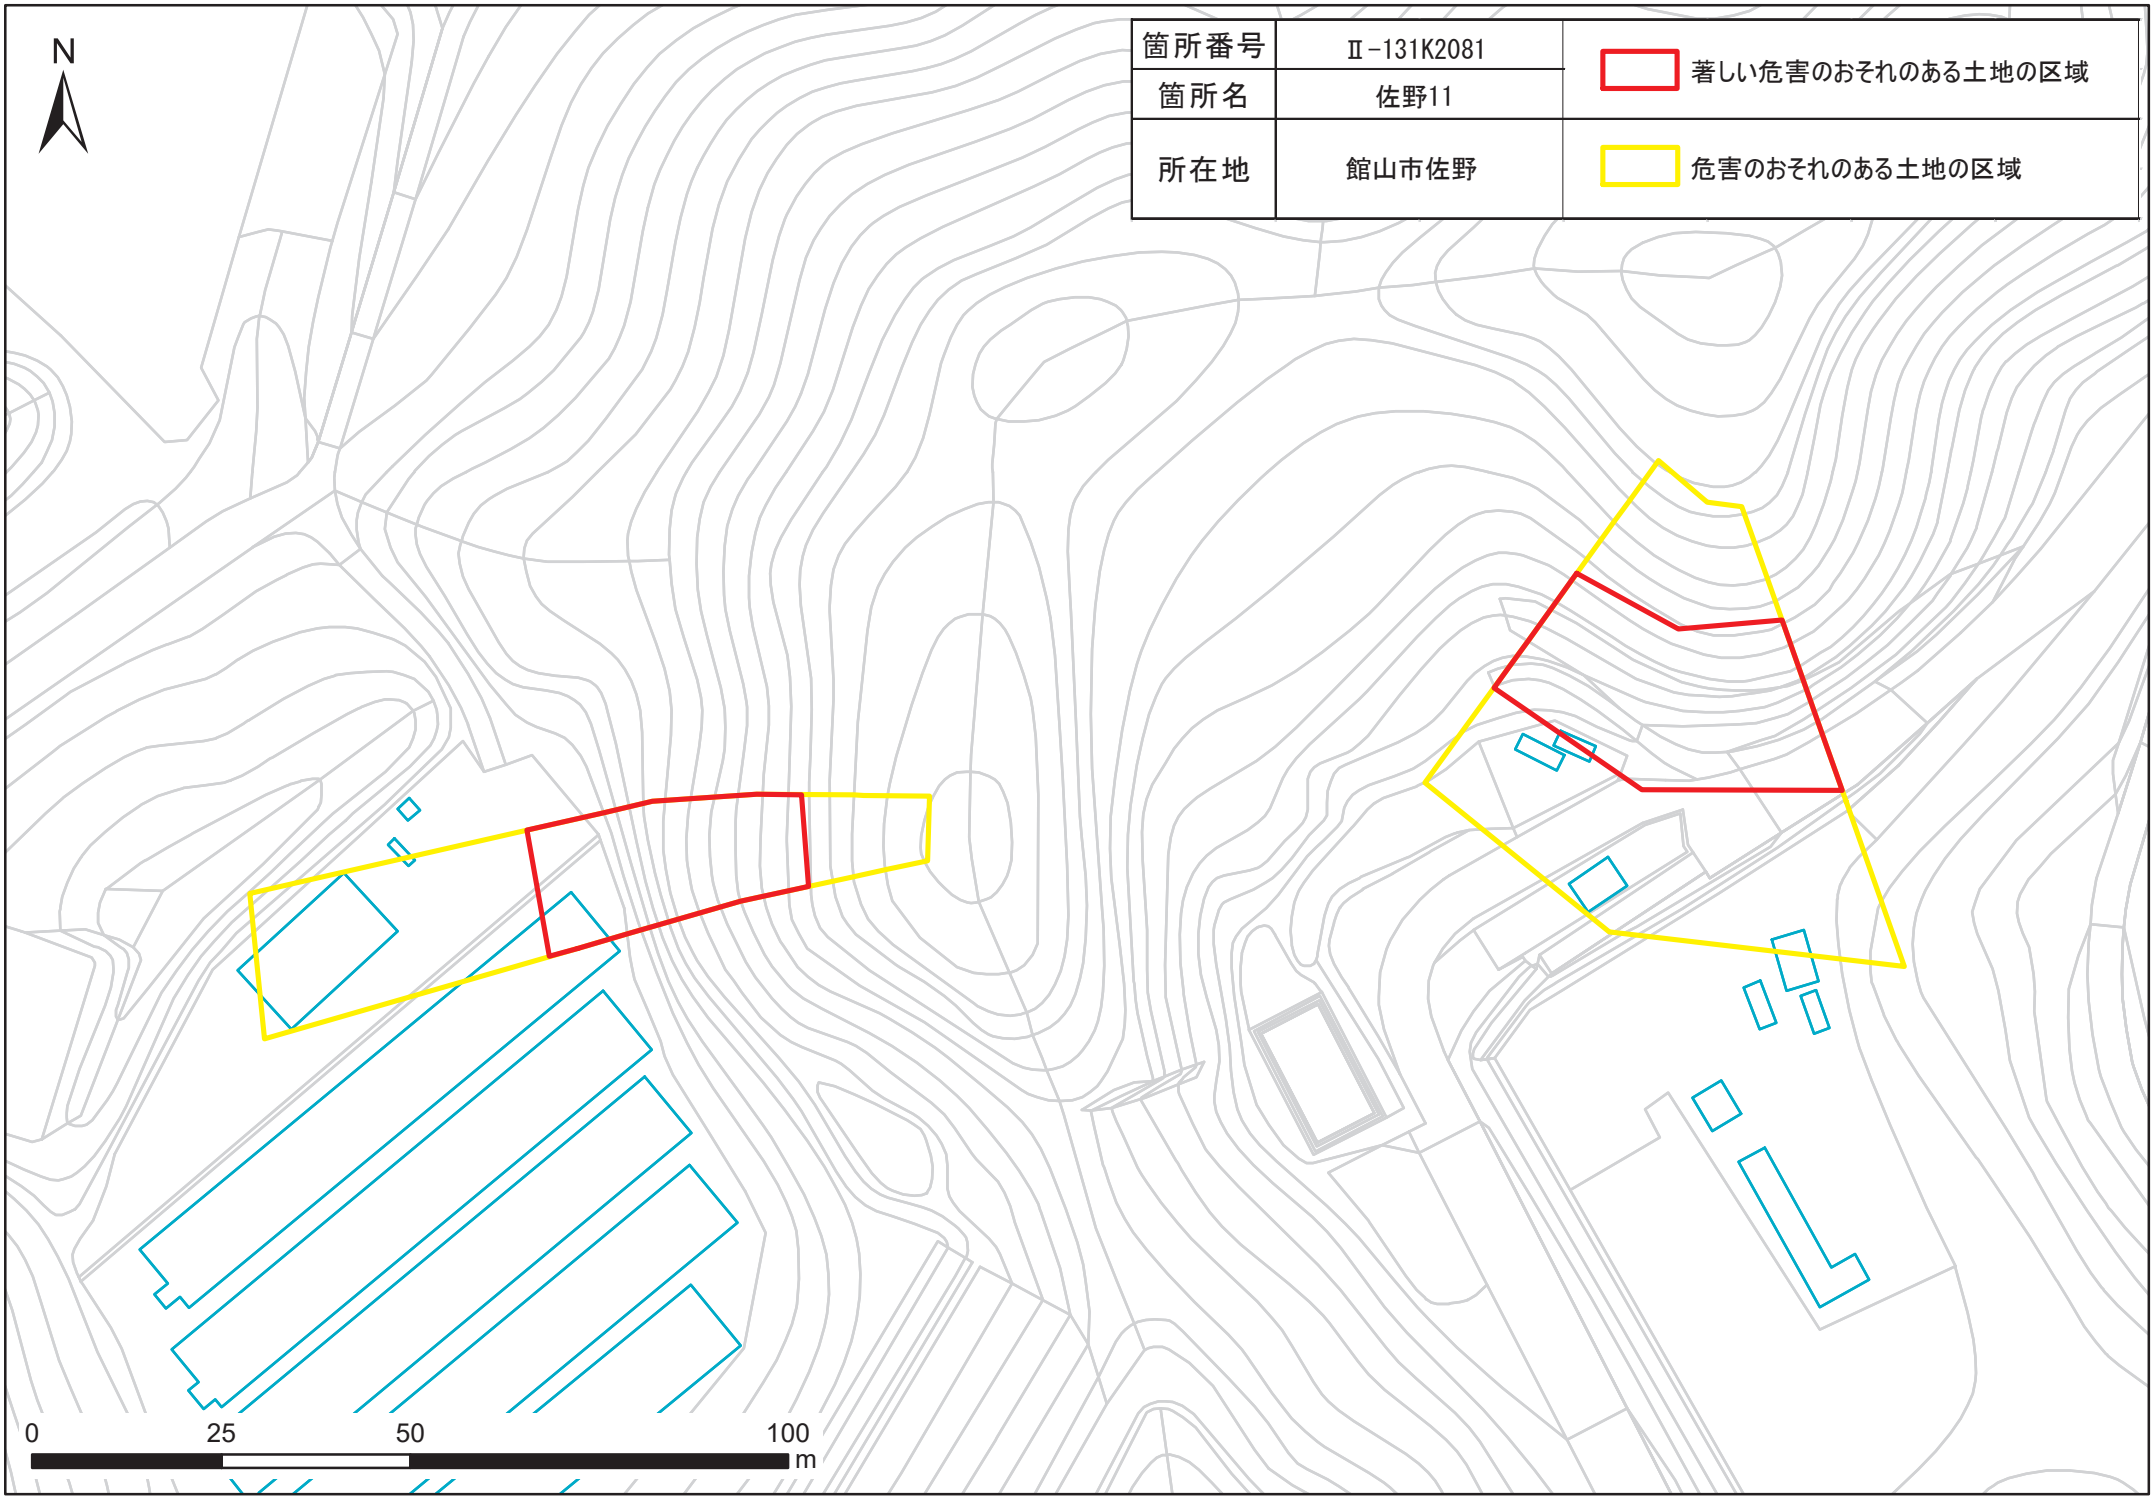 N
箇所番号 Ⅱ-131K2081
箇所名 佐野11
所在地 館山市佐野
著しい危害のおそれのある土地の区域
危害のおそれのある土地の区域
0 25 50 100
m